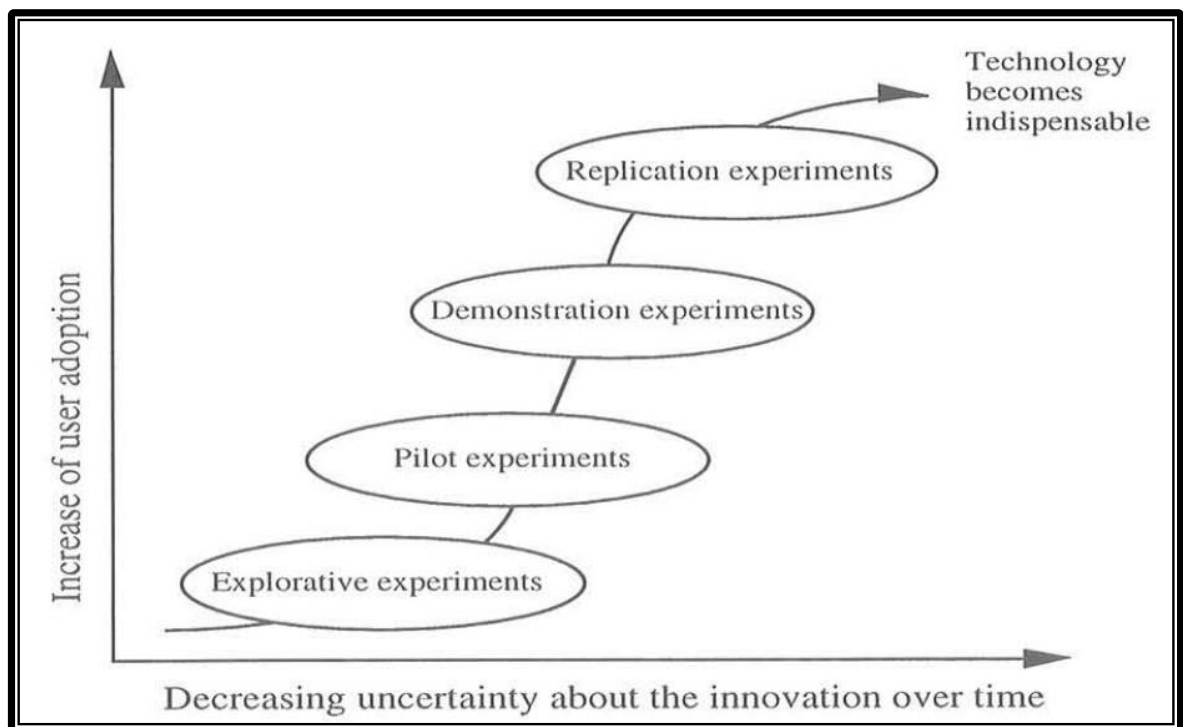 Technology
becomes
indispensable
Replication experiments
Demonstration experiments
Pilot experiments
Explorative experiments
Increase of user adoption
Decreasing uncertainty about the innovation over time